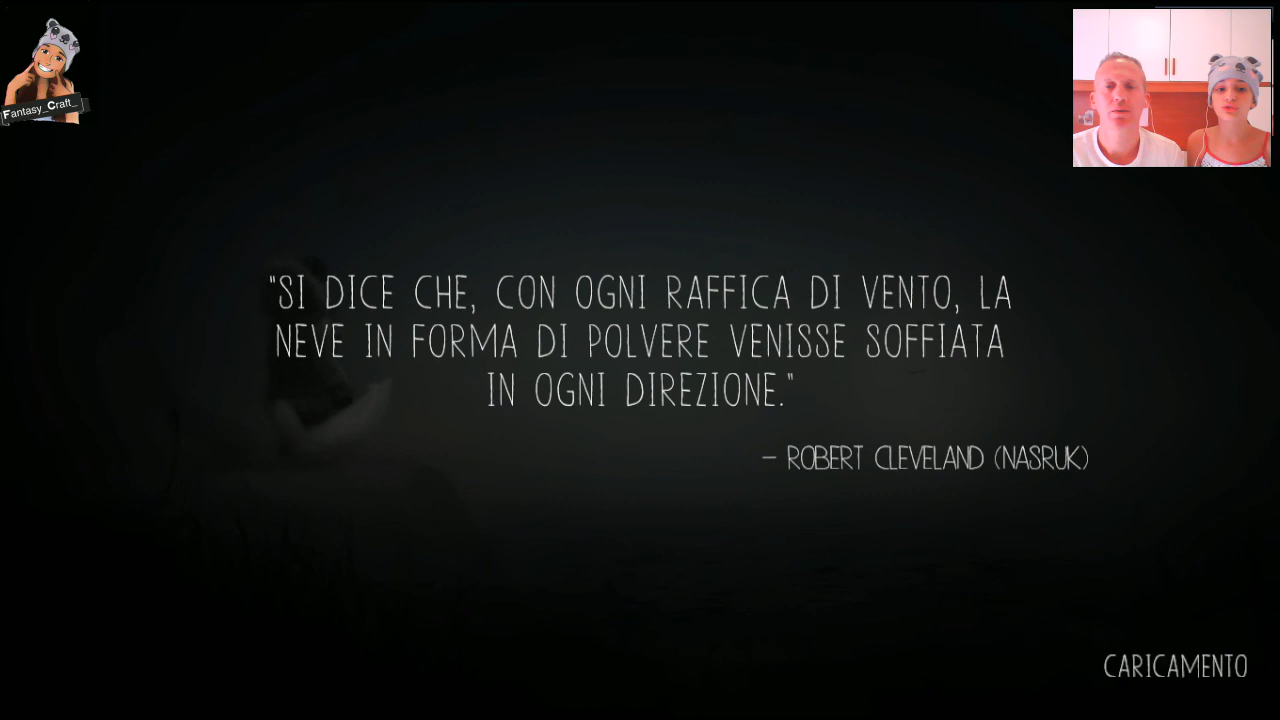 Fantasy_Craft_
"SI DICE CHE, CON OGNI RAFFICA DI VENTO, LA
NEVE IN FORMA DI POLVERE VENISSE SOFFIATA
IN OGNI DIREZIONE."
– ROBERT CLEVELAND (NASRUK)
CARICAMENTO